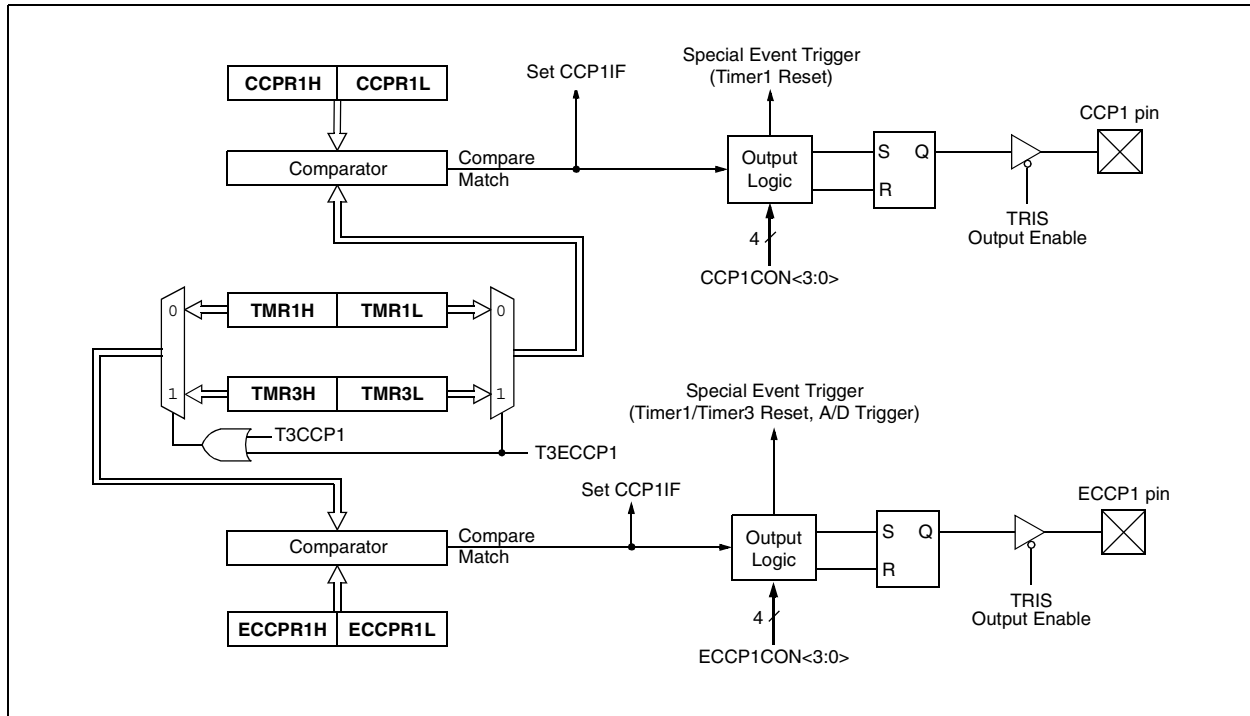 CCPR1H CCPR1L
Comparator
Compare
Match
Set CCP1IF
Special Event Trigger
(Timer1 Reset)
Output
Logic
4
CCP1CON<3:0>
S Q
R
TRIS
Output Enable
CCP1 pin
0 TMR1H TMR1L 0
1 TMR3H TMR3L 1
T3CCP1
T3ECCP1
Comparator
Compare
Match
ECCPR1H ECCPR1L
Set CCP1IF
Special Event Trigger
(Timer1/Timer3 Reset, A/D Trigger)
Output
Logic
4
ECCP1CON<3:0>
S Q
R
TRIS
Output Enable
ECCP1 pin